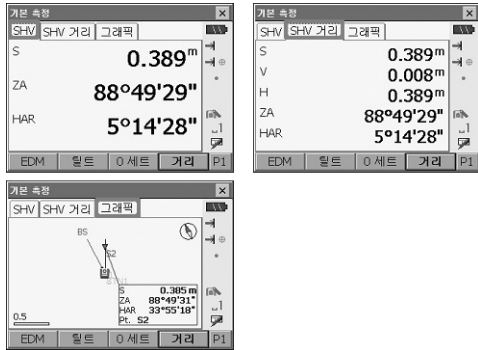 기본 측정
SHV SHV 거리 그래픽
S 0.389m
ZA 88°49'29"
HAR 5°14'28"
EDM 틸트 0 세트 거리 P1
기본 측정
SHV SHV 거리 그래픽
S 0.389m
V 0.008m
H 0.389m
ZA 88°49'29"
HAR 5°14'28"
EDM 틸트 0 세트 거리 P1
기본 측정
SHV SHV 거리 그래픽
BS
S2
S 0.385 m
ZA 88°49'31"
HAR 33°55'18"
Pt. S2
0.5
EDM 틸트 0 세트 거리 P1